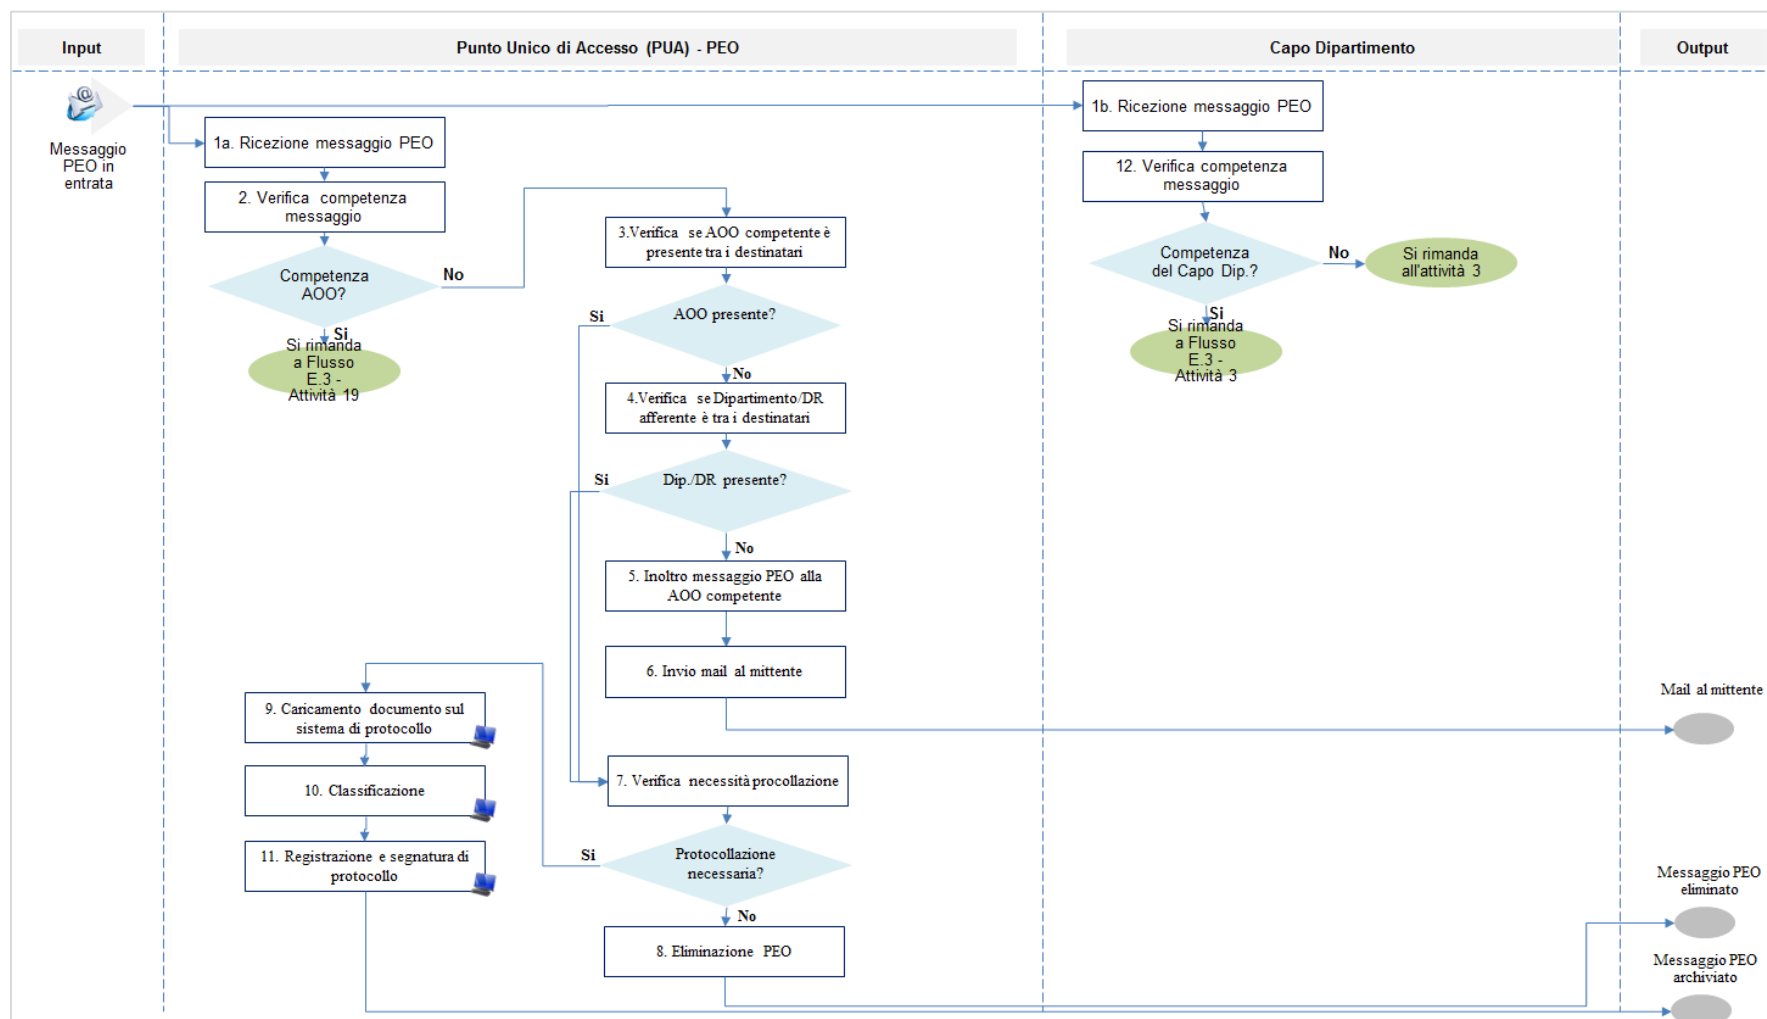 Input
Punto Unico di Accesso (PUA) - PEO
Capo Dipartimento
Output
Messaggio
PEO in
entrata
1a. Ricezione messaggio PEO
2. Verifica competenza
messaggio
Competenza
AOO?
No
Si
Si rimanda
a Flusso
E.3 -
Attività 19
3.Verifica se AOO competente è
presente tra i destinatari
AOO presente?
Si
No
4.Verifica se Dipartimento/DR
afferente è tra i destinatari
Dip./DR presente?
Si
No
5. Inoltro messaggio PEO alla
AOO competente
6. Invio mail al mittente
7. Verifica necessità procollazione
Protocollazione
necessaria?
Si
No
8. Eliminazione PEO
9. Caricamento documento sul
sistema di protocollo
10. Classificazione
11. Registrazione e segnatura di
protocollo
1b. Ricezione messaggio PEO
12. Verifica competenza
messaggio
Competenza
del Capo Dip.?
No
Si rimanda
all'attività 3
Si
Si rimanda
a Flusso
E.3 -
Attività 3
Mail al mittente
Messaggio PEO
eliminato
Messaggio PEO
archiviato